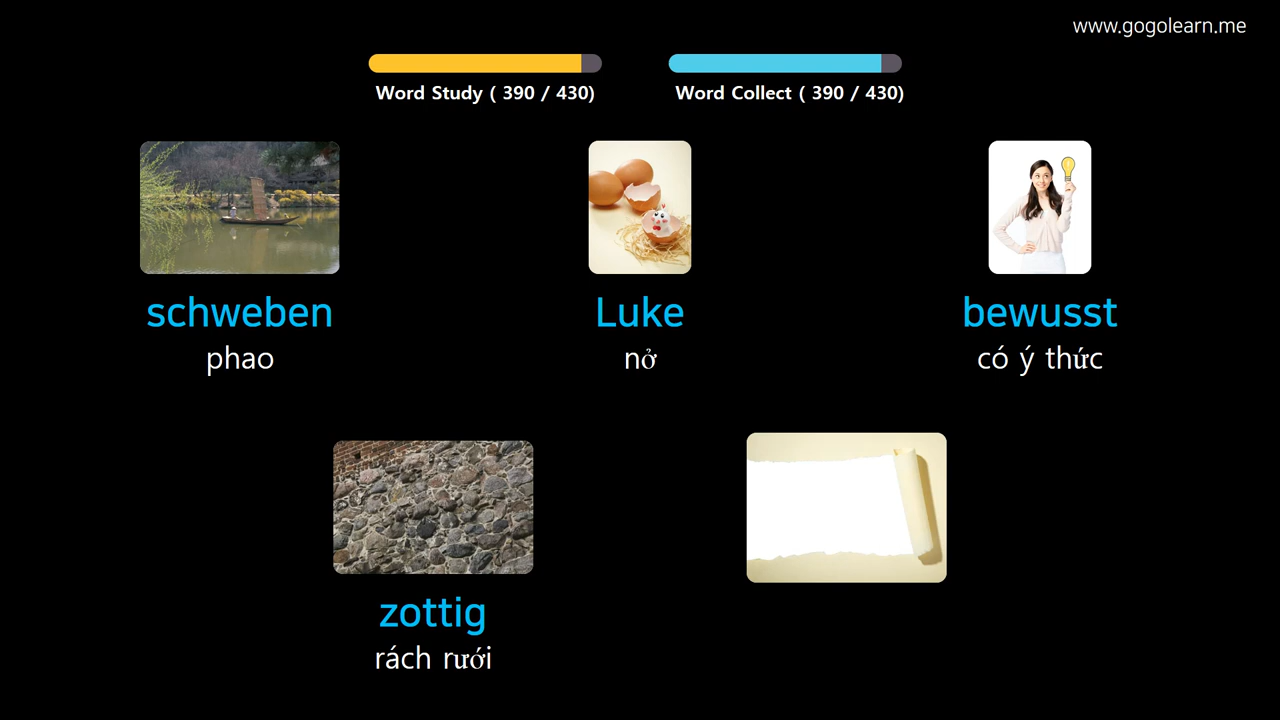 www.gogolearn.me
Word Study ( 390 / 430)
Word Collect ( 390 / 430)
schweben
phao
Luke
nở
bewusst
có ý thức
zottig
rách rưới